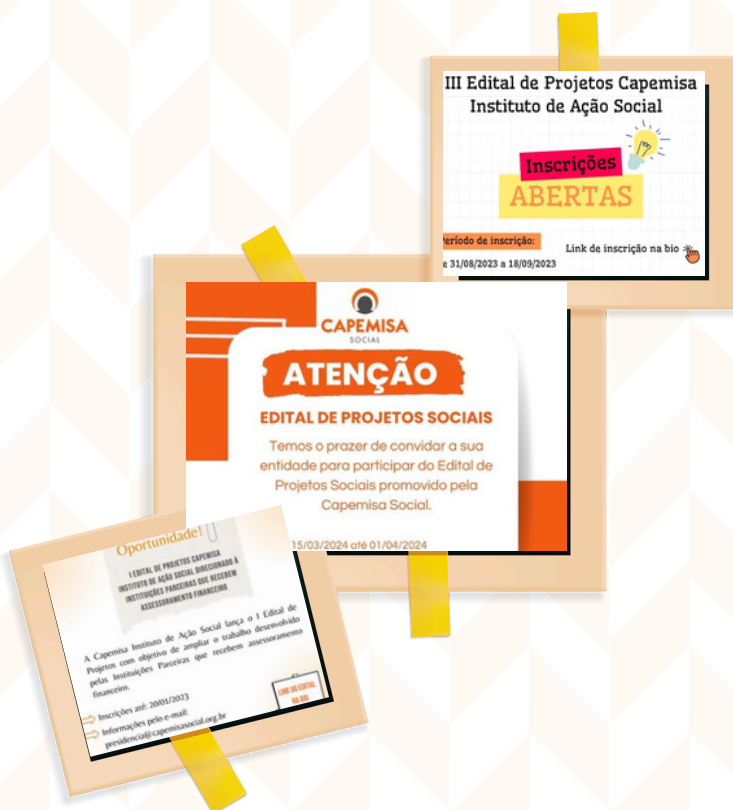 III Edital de Projetos Capemisa
Instituto de Ação Social
Inscrições
ABERTAS
Período de inscrição:
Link de inscrição na bio
e 31/08/2023 a 18/09/2023
CAPEMISA
SOCIAL
ATENÇÃO
EDITAL DE PROJETOS SOCIAIS
Temos o prazer de convidar a sua
entidade para participar do Edital de
Projetos Sociais promovido pela
Capemisa Social.
15/03/2024 até 01/04/2024
Oportunidade!
I EDITAL DE PROJETOS CAPEMISA
INSTITUTO DE AÇÃO SOCIAL DIRECIONADO À
INSTITUIÇÕES PARCEIRAS QUE RECEBEM
ASSESSORAMENTO FINANCEIRO
A Capemisa Instituto de Ação Social lança o I Edital de
Projetos com objetivo de ampliar o trabalho desenvolvido
pelas Instituições Parceiras que recebem assessoramento
financeiro.
Inscrições até: 20/01/2023
Informações pelo e-mail:
presidencia@capemisasocial.org.br
LINK DO EDITAL
NA BIO